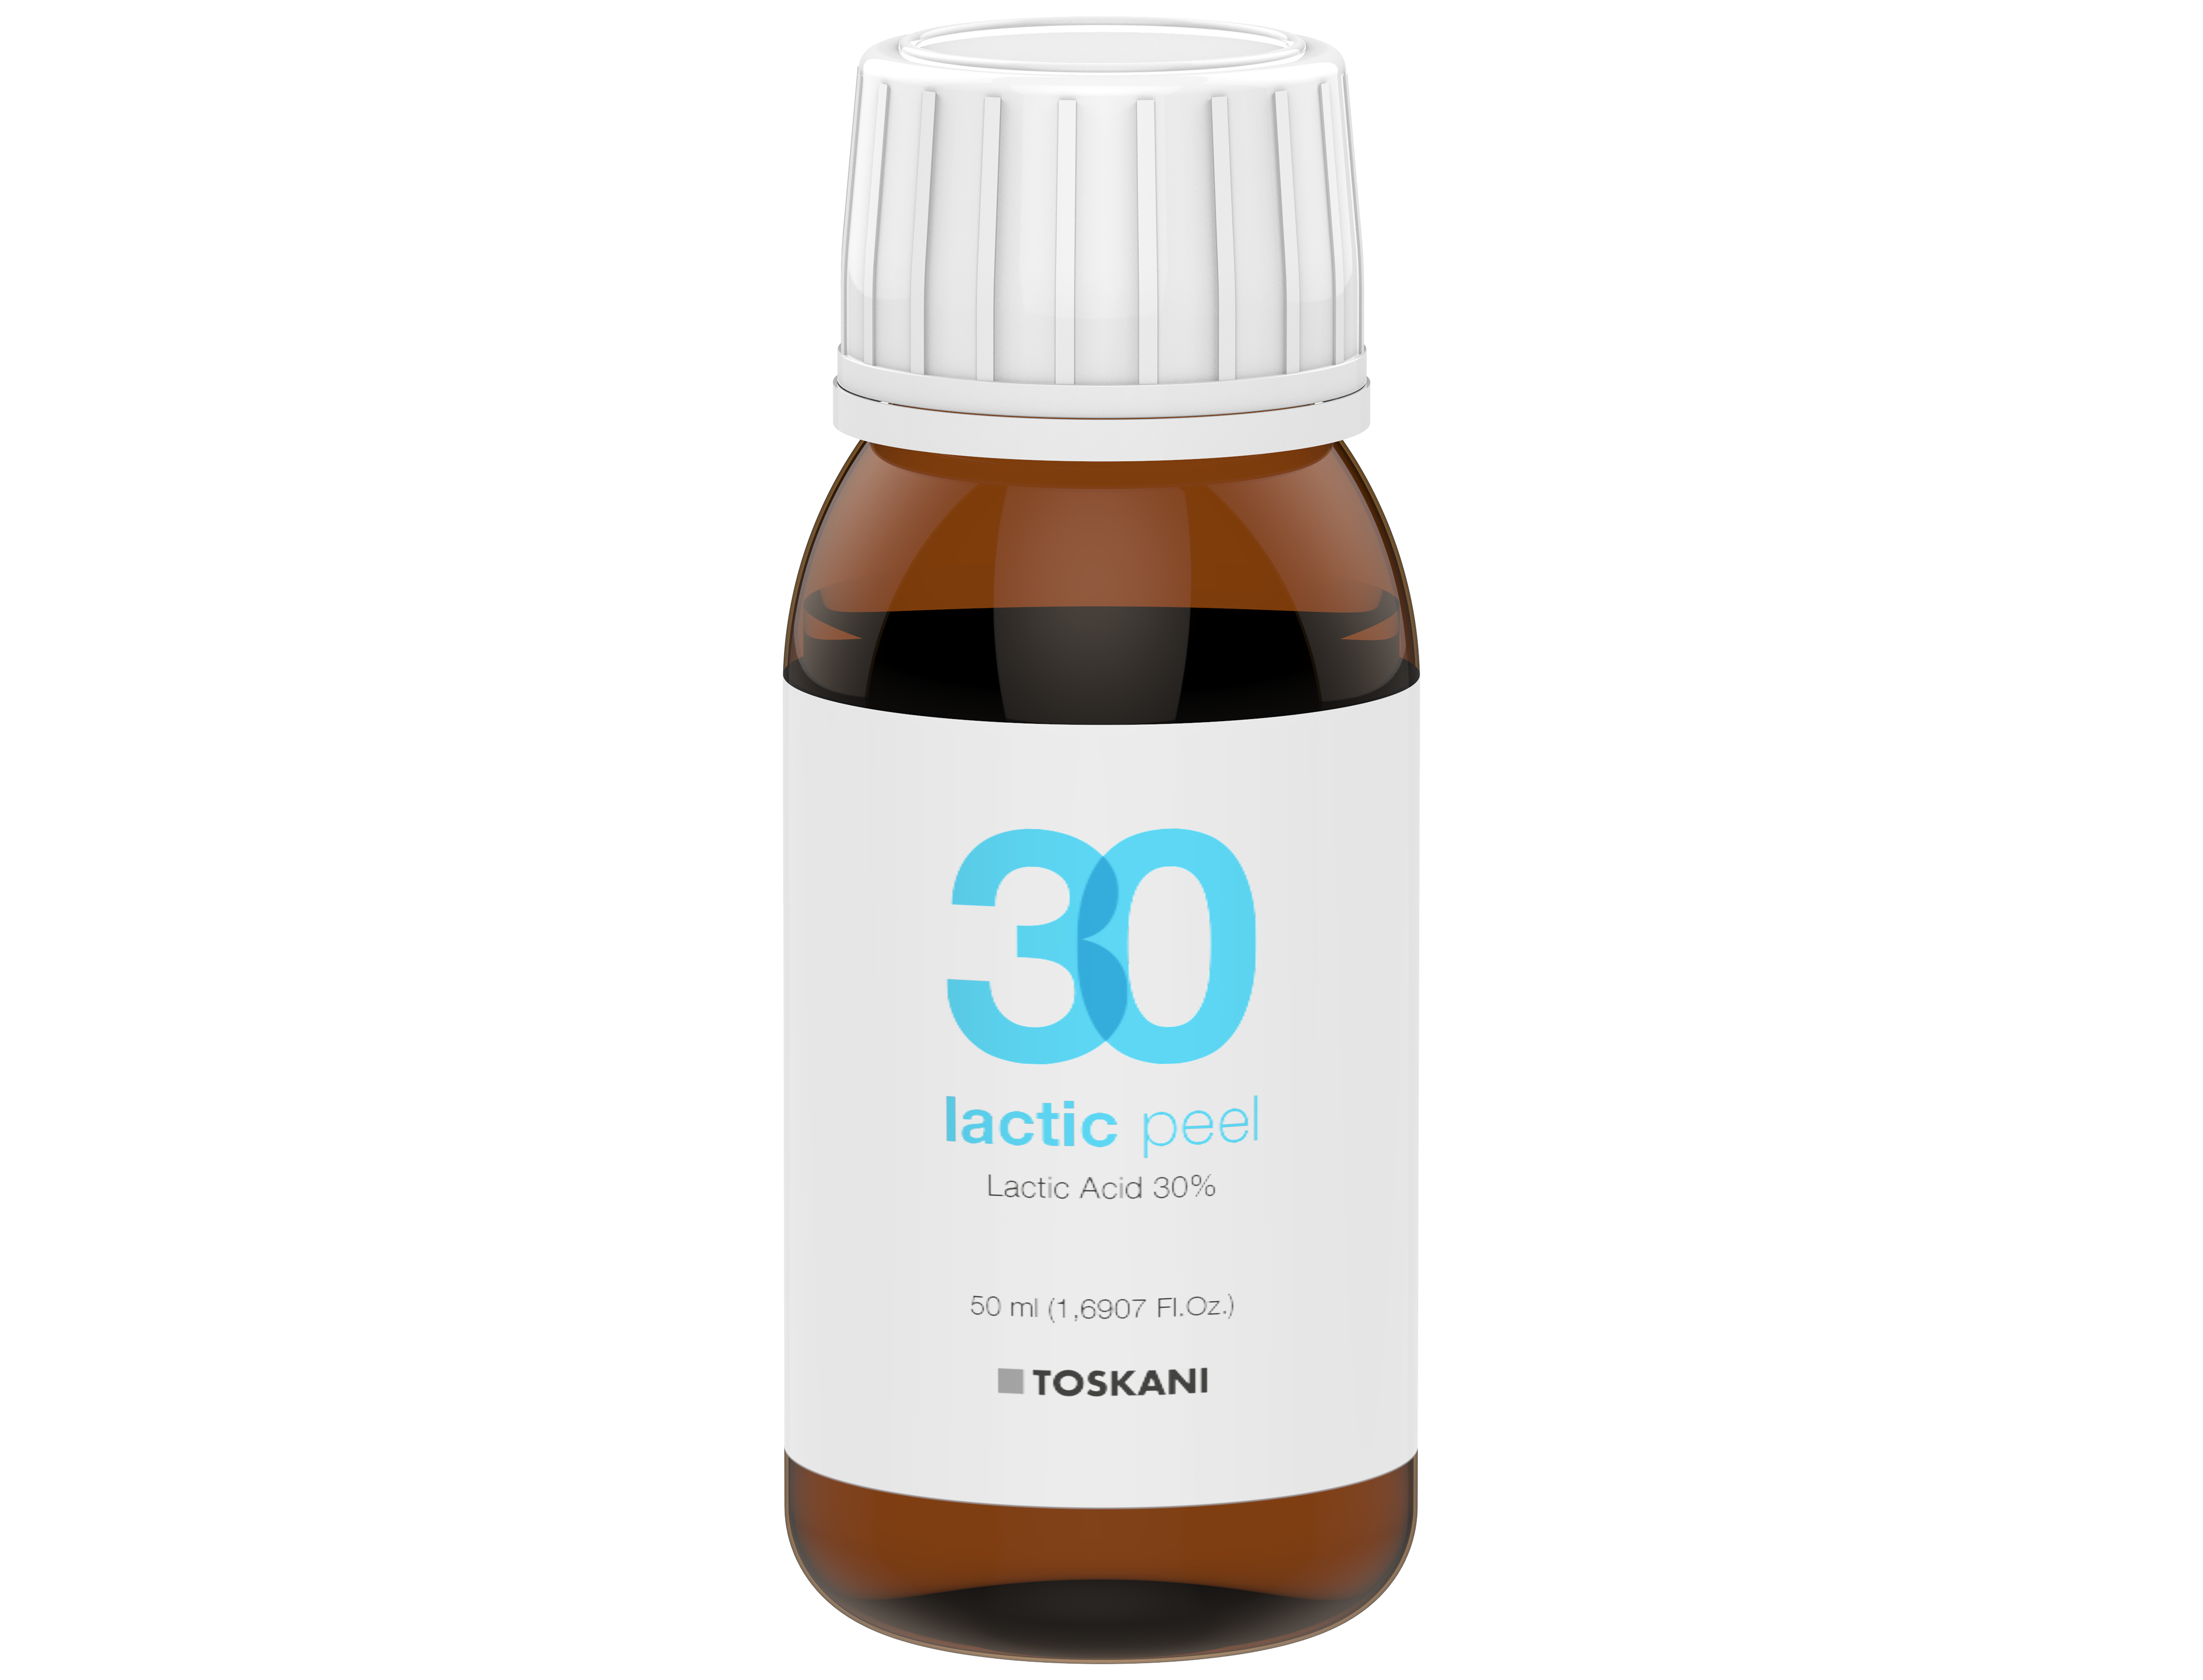 30
lactic peel
Lactic Acid 30%
50 ml (1,6907 Fl.Oz.)
TOSKANI